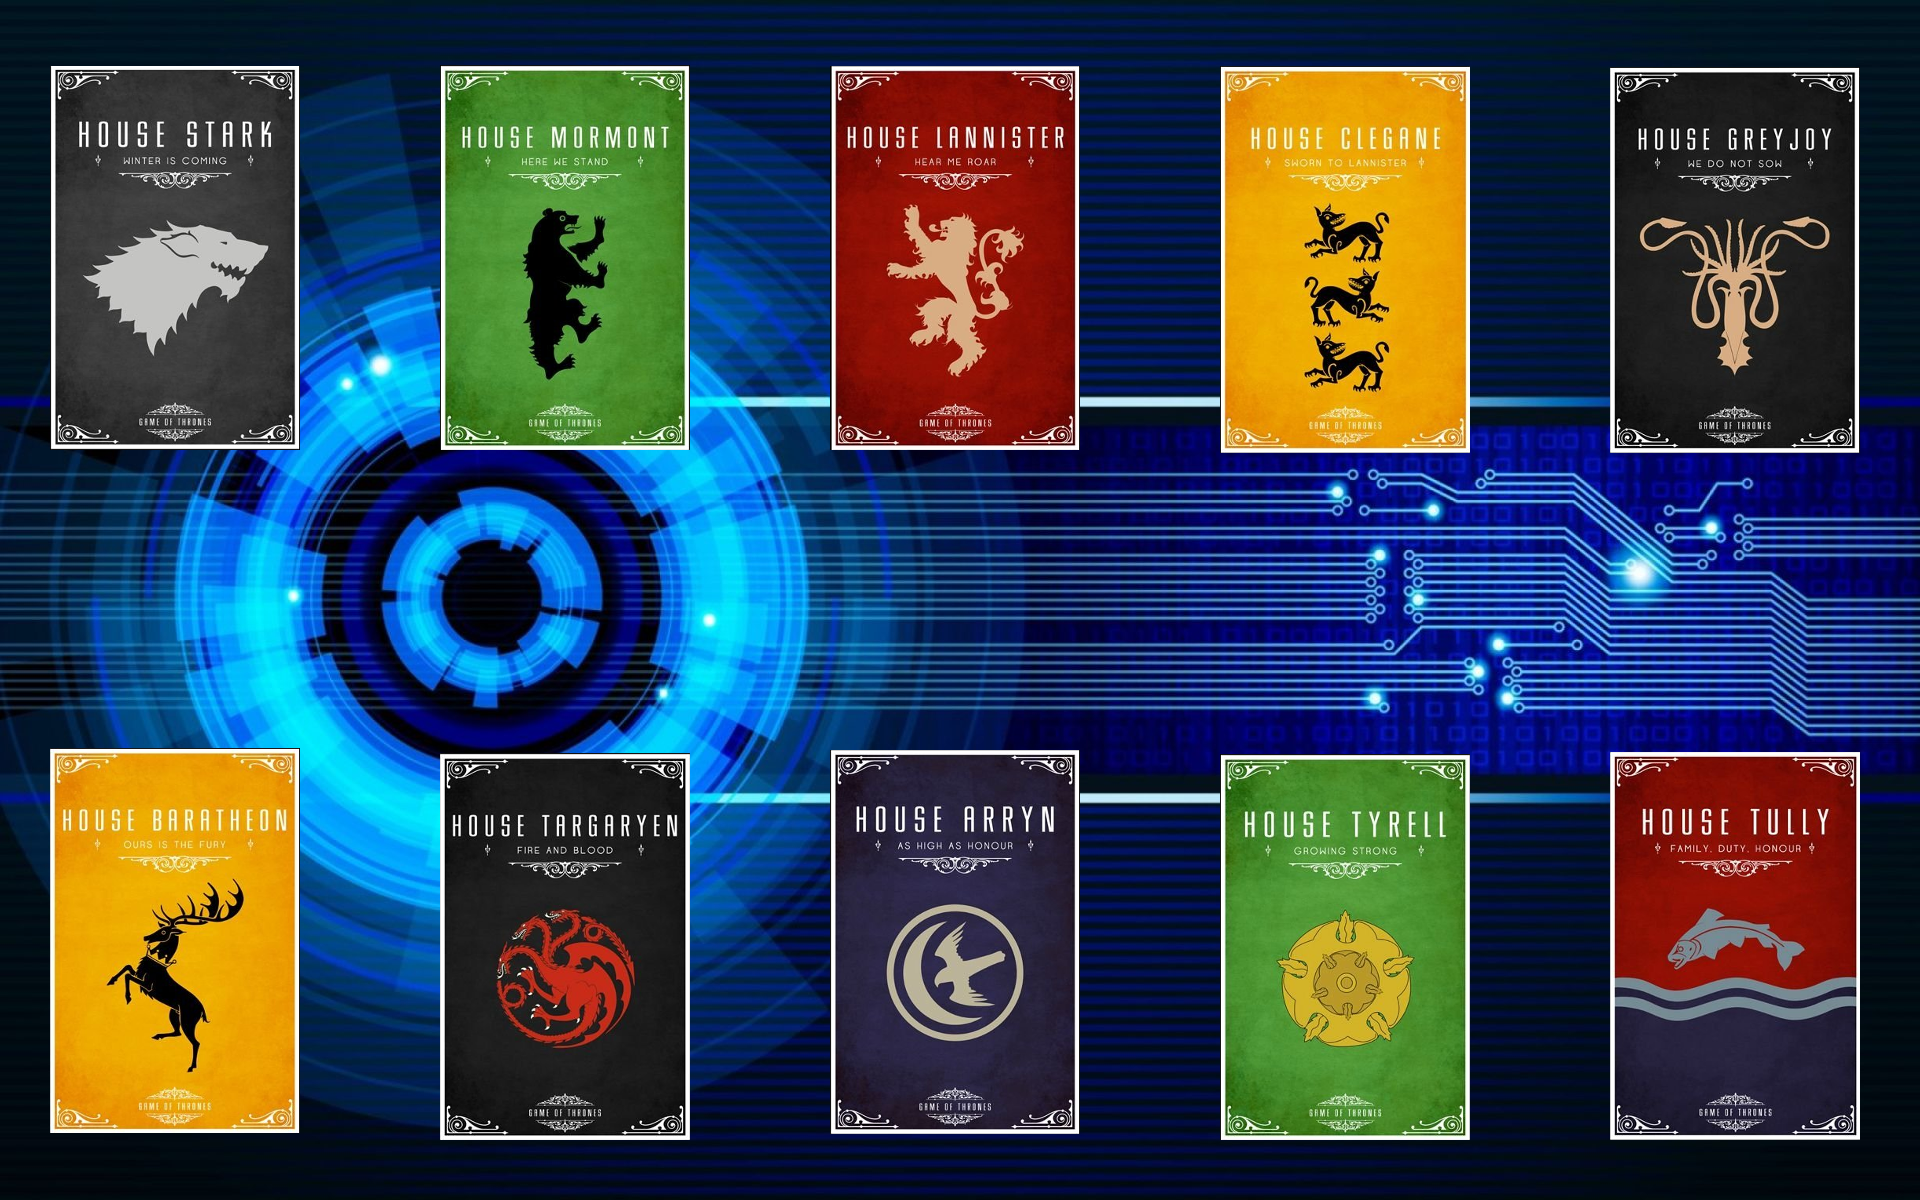 HOUSE STARK
WINTER IS COMING
GAME OF THRONES
HOUSE MORMONT
HERE WE STAND
GAME OF THRONES
HOUSE LANNISTER
HEAR ME ROAR
GAME OF THRONES
HOUSE CLEGANE
SWORN TO LANNISTER
GAME OF THRONES
HOUSE GREYJOY
WE DO NOT SOW
GAME OF THRONES
HOUSE BARATHEON
OURS IS THE FURY
GAME OF THRONES
HOUSE TARGARYEN
FIRE AND BLOOD
GAME OF THRONES
HOUSE ARRYN
AS HIGH AS HONOUR
GAME OF THRONES
HOUSE TYRELL
GROWING STRONG
GAME OF THRONES
HOUSE TULLY
FAMILY, DUTY, HONOUR
GAME OF THRONES